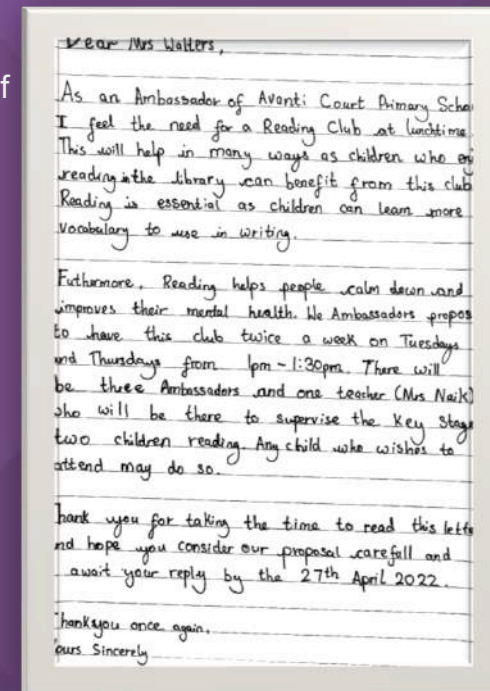 f
Dear Mrs Walters,
As an Ambassador of Avanti Court Primary Schoo
I feel the need for a Reading Club at lunchtime
This will help in many ways as children who enj
reading in the library can benefit from this club
Reading is essential as children can learn more
vocabulary to use in writing.
Futhermore, Reading helps people calm down and
improves their mental health. We Ambassadors propos
to have this club twice a week on Tuesdays
and Thursdays from 1pm - 1:30pm. There will
be three Ambassadors and one teacher (Mrs Naik)
who will be there to supervise the Key Stage
two children reading. Any child who wishes to
attend may do so.
hank you for taking the time to read this lette
nd hope you consider our proposal carefull and
await your reply by the 27th April 2022.
Thankyou once again,
ours Sincerely